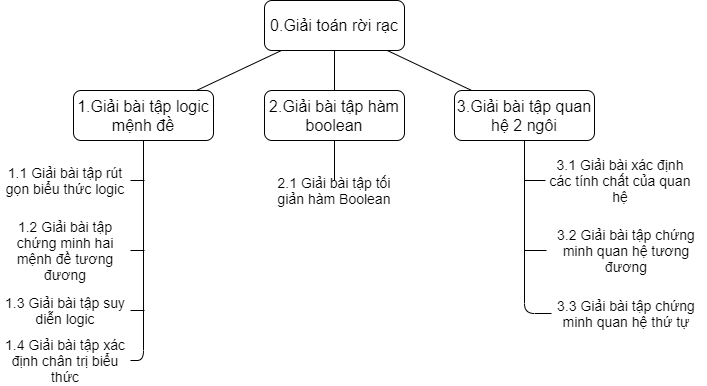 0.Giải toán rời rạc
1.Giải bài tập logic
mệnh đề
2.Giải bài tập hàm
boolean
3.Giải bài tập quan
hệ 2 ngôi
1.1 Giải bài tập rút
gọn biểu thức logic
1.2 Giải bài tập
chứng minh hai
mệnh đề tương
đương
1.3 Giải bài tập suy
diễn logic
1.4 Giải bài tập xác
định chân trị biểu
thức
2.1 Giải bài tập tối
giản hàm Boolean
3.1 Giải bài xác định
các tính chất của quan
hệ
3.2 Giải bài tập chứng
minh quan hệ tương
đương
3.3 Giải bài tập chứng
minh quan hệ thứ tự